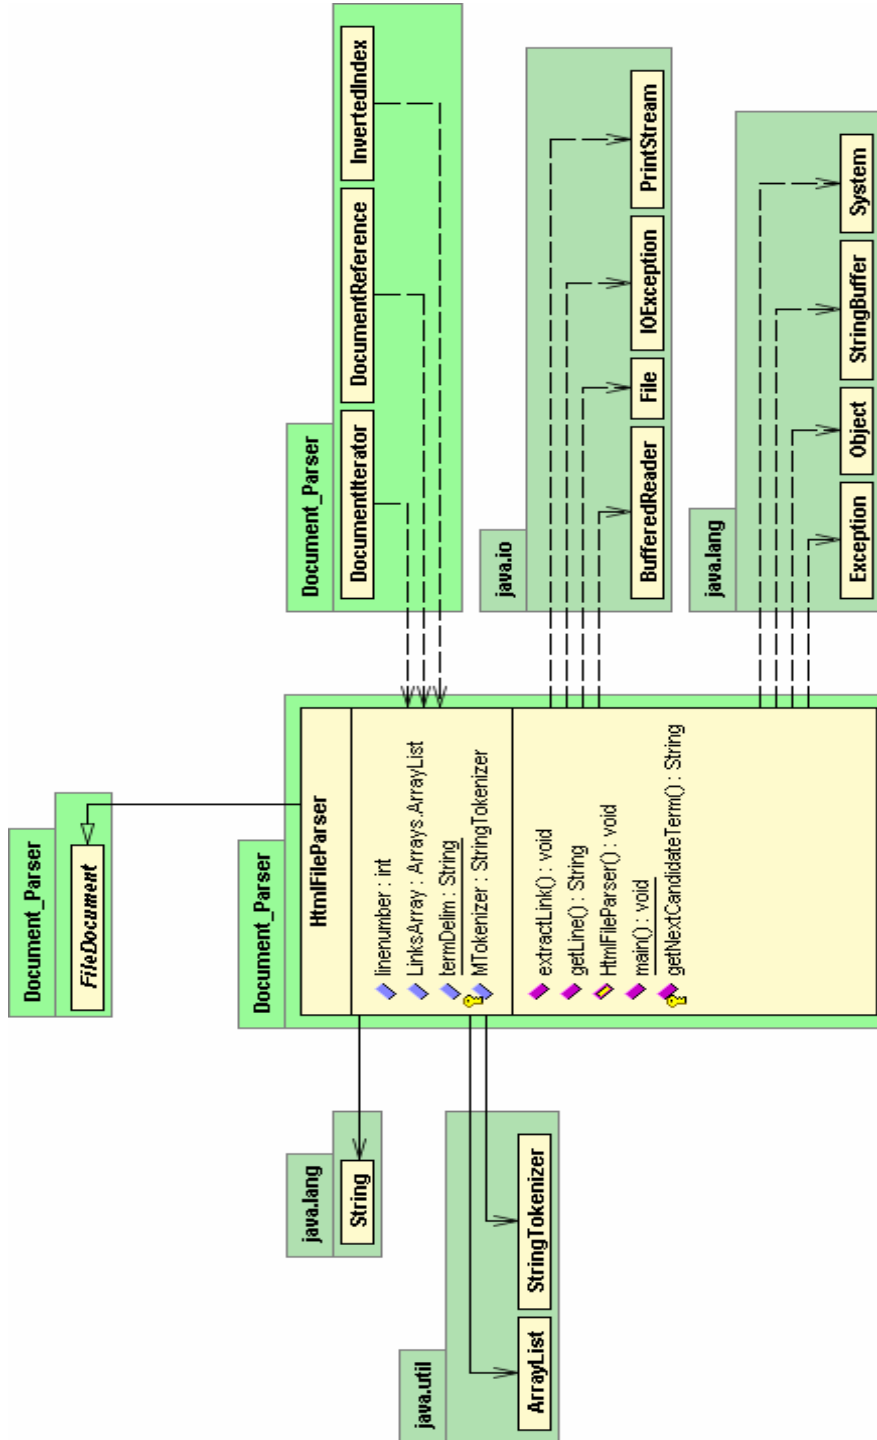 Document_Parser
FileDocument
java.lang
String
java.util
ArrayList
StringTokenizer
Document_Parser
HtmlFileParser
linenumber : int
LinksArray : Arrays.ArrayList
termDelim : String
MTokenizer : StringTokenizer
extractLink() : void
getLine() : String
HtmlFileParser() : void
main() : void
getNextCandidateTerm() : String
Document_Parser
DocumentIterator
DocumentReference
InvertedIndex
java.io
BufferedReader
File
IOException
PrintStream
java.lang
Exception
Object
StringBuffer
System